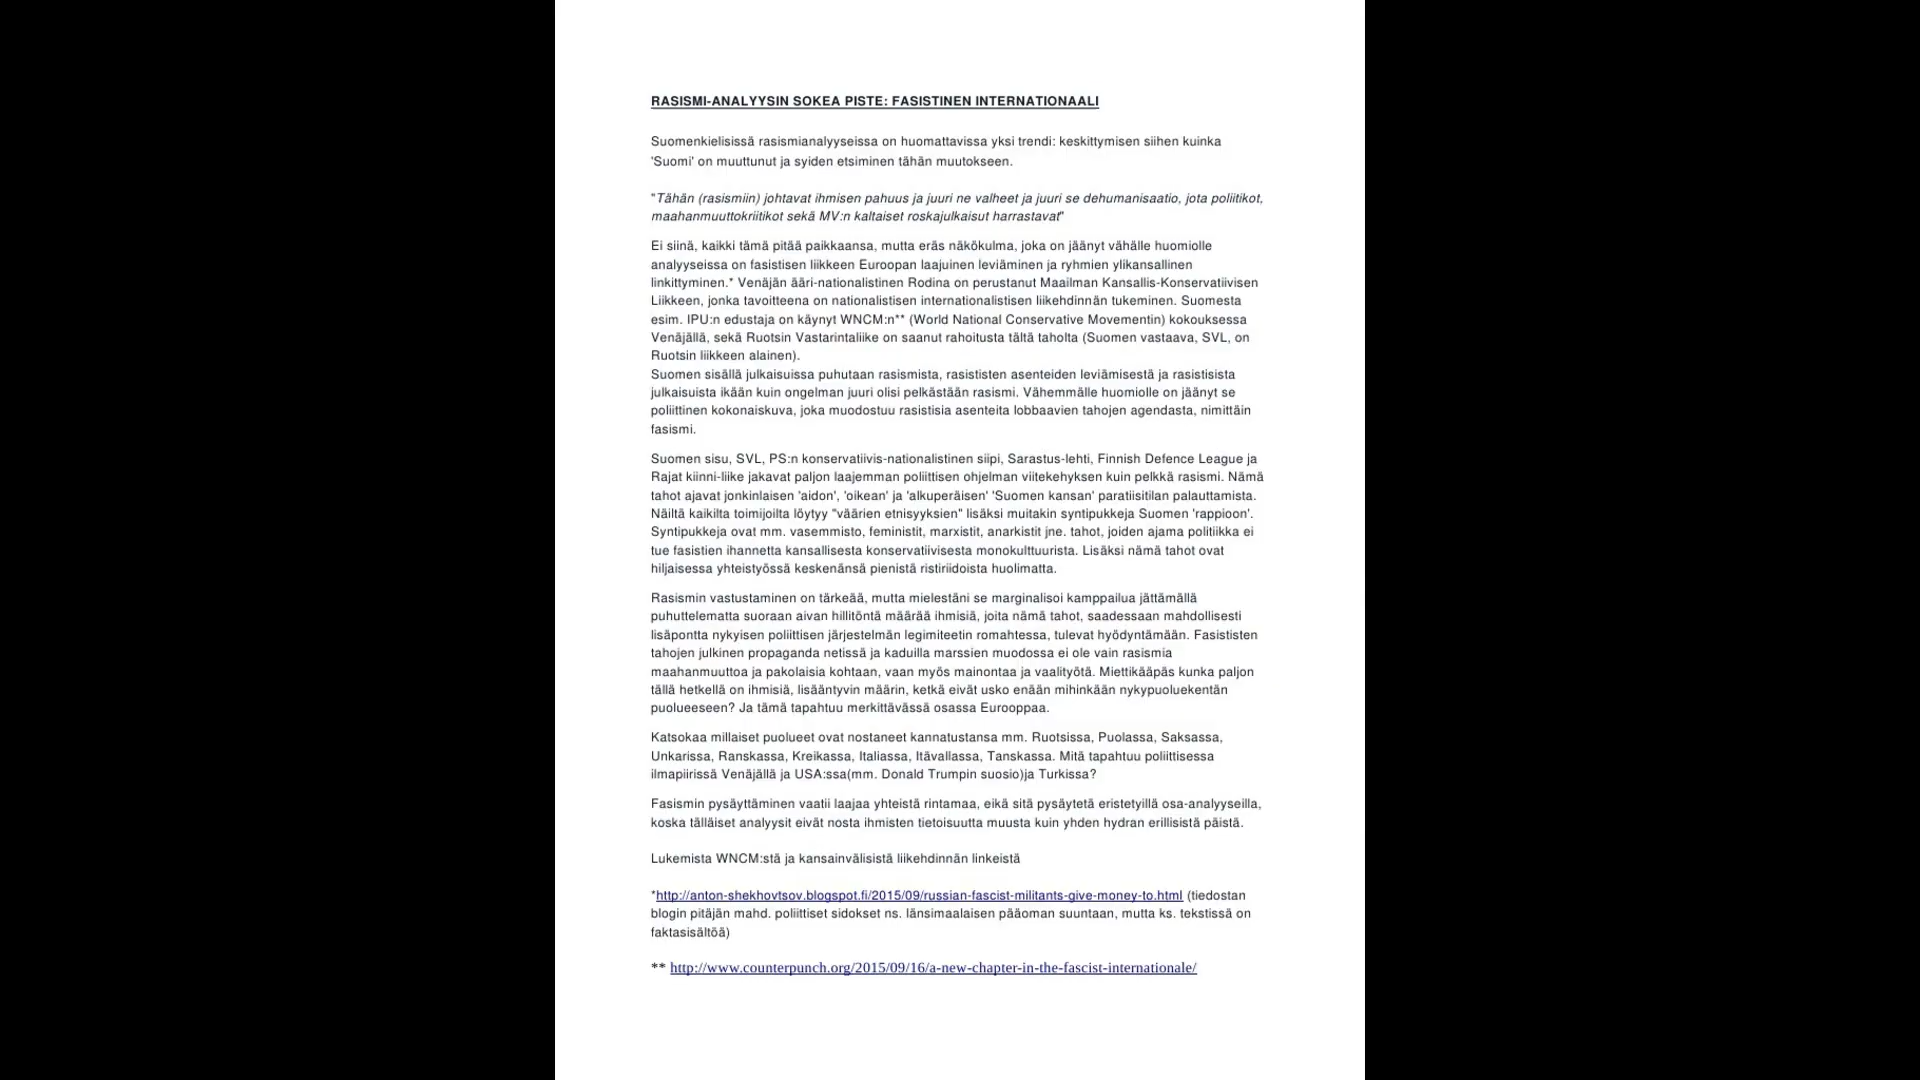 RASISMI-ANALYYSIN SOKEA PISTE: FASISTINEN INTERNATIONAALI
Suomenkielisissä rasismianalyyseissa on huomattavissa yksi trendi: keskittymisen siihen kuinka
'Suomi' on muuttunut ja syiden etsiminen tähän muutokseen.
"Tähän (rasismiin) johtavat ihmisen pahuus ja juuri ne valheet ja juuri se dehumanisaatio, jota poliitikot,
maahanmuuttokriitikot sekä MV:n kaltaiset roskajulkaisut harrastavat"
Ei siinä, kaikki tämä pitää paikkaansa, mutta eräs näkökulma, joka on jäänyt vähälle huomiolle
analyyseissa on fasistisen liikkeen Euroopan laajuinen leviäminen ja ryhmien ylikansallinen
linkittyminen.* Venäjän ääri-nationalistinen Rodina on perustanut Maailman Kansallis-Konservatiivisen
Liikkeen, jonka tavoitteena on nationalistisen internationalistisen liikehdinnän tukeminen. Suomesta
esim. IPU:n edustaja on käynyt WNCM:n** (World National Conservative Movementin) kokouksessa
Venäjällä, sekä Ruotsin Vastarintaliike on saanut rahoitusta tältä taholta (Suomen vastaava, SVL, on
Ruotsin liikkeen alainen).
Suomen sisällä julkaisuissa puhutaan rasismista, rasististen asenteiden leviämisestä ja rasistisista
julkaisuista ikään kuin ongelman juuri olisi pelkästään rasismi. Vähemmälle huomiolle on jäänyt se
poliittinen kokonaiskuva, joka muodostuu rasistisia asenteita lobbaavien tahojen agendasta, nimittäin
fasismi.
Suomen sisu, SVL, PS:n konservatiivis-nationalistinen siipi, Sarastus-lehti, Finnish Defence League ja
Rajat kiinni-liike jakavat paljon laajemman poliittisen ohjelman viitekehyksen kuin pelkkä rasismi. Nämä
tahot ajavat jonkinlaisen 'aidon', 'oikean' ja 'alkuperäisen' 'Suomen kansan' paratiisitilan palauttamista.
Näiltä kaikilta toimijoilta löytyy "väärien etnisyyksien" lisäksi muitakin syntipukkeja Suomen 'rappioon'.
Syntipukkeja ovat mm. vasemmisto, feministit, marxistit, anarkistit jne. tahot, joiden ajama politiikka ei
tue fasistien ihannetta kansallisesta konservatiivisesta monokulttuurista. Lisäksi nämä tahot ovat
hiljaisessa yhteistyössä keskenänsä pienistä ristiriidoista huolimatta.
Rasismin vastustaminen on tärkeää, mutta mielestäni se marginalisoi kamppailua jättämällä
puhuttelematta suoraan aivan hillitöntä määrää ihmisiä, joita nämä tahot, saadessaan mahdollisesti
lisäpontta nykyisen poliittisen järjestelmän legimiteetin romahtessa, tulevat hyödyntämään. Fasististen
tahojen julkinen propaganda netissä ja kaduilla marssien muodossa ei ole vain rasismia
maahanmuuttoa ja pakolaisia kohtaan, vaan myös mainontaa ja vaalityötä. Miettikääpäs kunka paljon
tällä hetkellä on ihmisiä, lisääntyvin määrin, ketkä eivät usko enään mihinkään nykypuoluekentän
puolueeseen? Ja tämä tapahtuu merkittävässä osassa Eurooppaa.
Katsokaa millaiset puolueet ovat nostaneet kannatustansa mm. Ruotsissa, Puolassa, Saksassa,
Unkarissa, Ranskassa, Kreikassa, Italiassa, Itävallassa, Tanskassa. Mitä tapahtuu poliittisessa
ilmapiirissä Venäjällä ja USA:ssa(mm. Donald Trumpin suosio)ja Turkissa?
Fasismin pysäyttäminen vaatii laajaa yhteistä rintamaa, eikä sitä pysäytetä eristetyillä osa-analyyseilla,
koska tälläiset analyysit eivät nosta ihmisten tietoisuutta muusta kuin yhden hydran erillisistä päistä.
Lukemista WNCM:stä ja kansainvälisistä liikehdinnän linkeistä
*http://anton-shekhovtsov.blogspot.fi/2015/09/russian-fascist-militants-give-money-to.html (tiedostan
blogin pitäjän mahd. poliittiset sidokset ns. länsimaalaisen pääoman suuntaan, mutta ks. tekstissä on
faktasisältöä)
** http://www.counterpunch.org/2015/09/16/a-new-chapter-in-the-fascist-internationale/